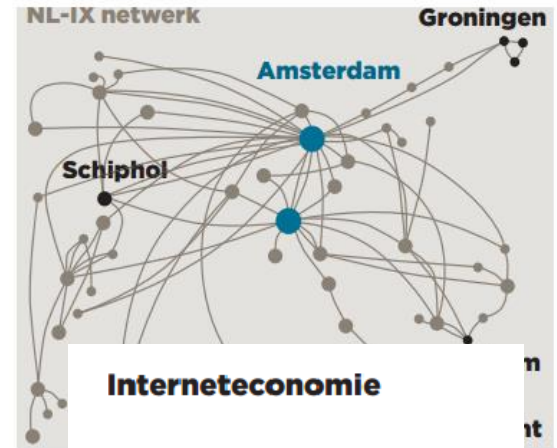 NL-IX netwerk
Groningen
Amsterdam
Schiphol
Interneteconomie